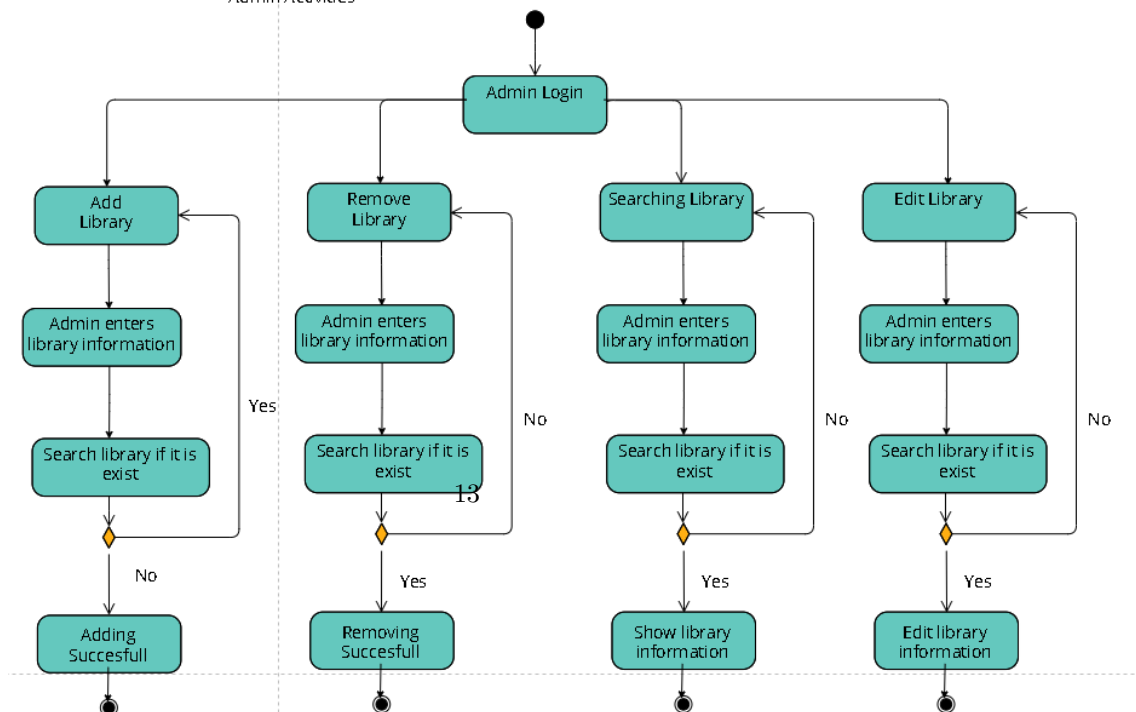 Admin Activities
Admin Login
Add
Library
Remove
Library
Searching Library
Edit Library
Admin enters
library information
Admin enters
library information
Admin enters
library information
Admin enters
library information
Yes
No
No
No
Search library if it is
exist
Search library if it is
exist
Search library if it is
exist
Search library if it is
exist
13
No
Yes
Yes
Yes
Adding
Succesfull
Removing
Succesfull
Show library
information
Edit library
information